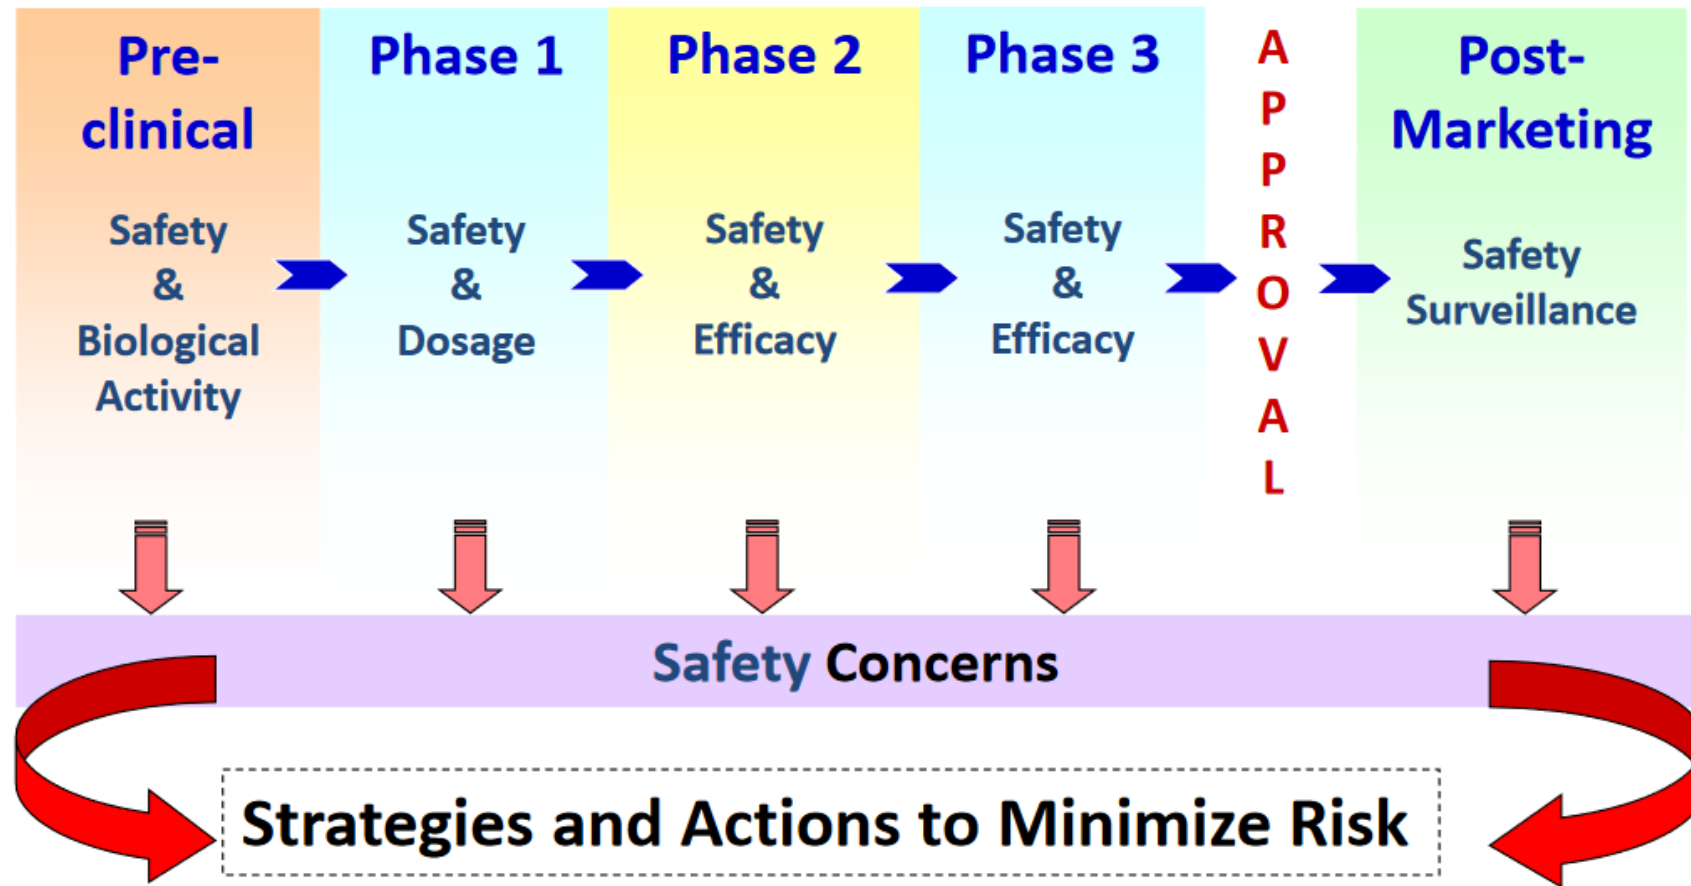 Pre-
clinical
Safety
&
Biological
Activity
Phase 1
Safety
&
Dosage
Phase 2
Safety
&
Efficacy
Phase 3
Safety
&
Efficacy
A
P
P
R
O
V
A
L
Post-
Marketing
Safety
Surveillance
Safety Concerns
Strategies and Actions to Minimize Risk